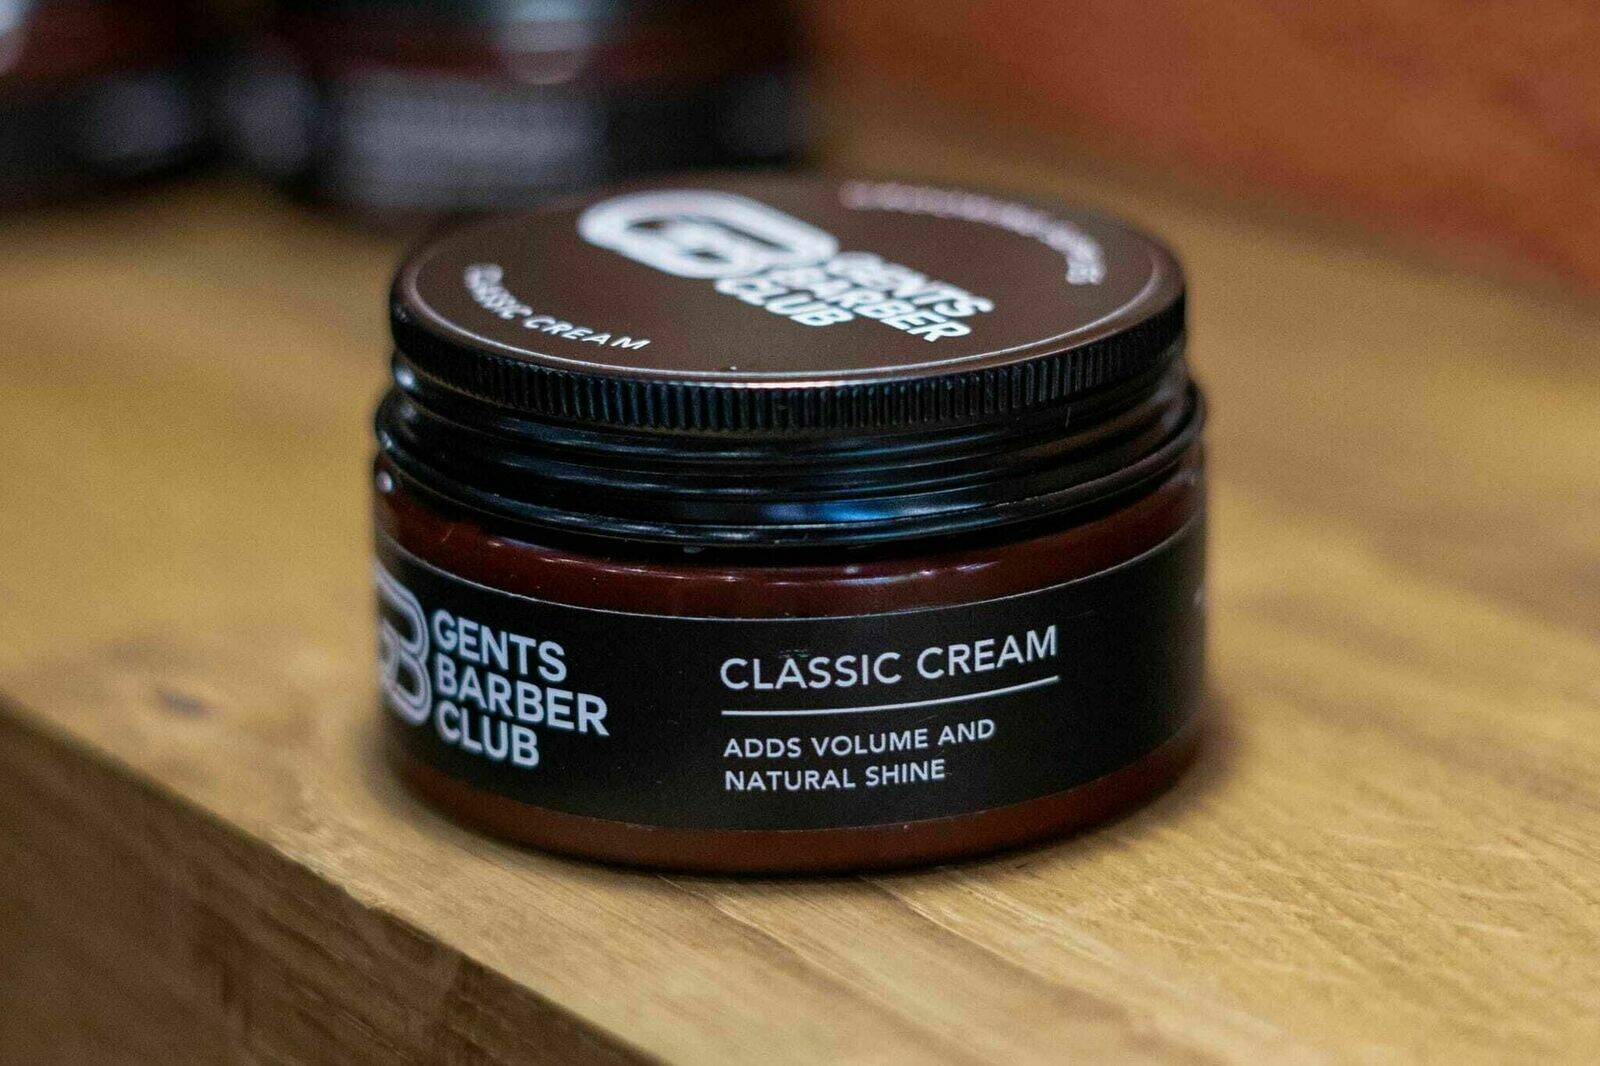 GENTS
BARBER
CLUB
CLASSIC CREAM
GENTS
BARBER
CLUB
CLASSIC CREAM
ADDS VOLUME AND
NATURAL SHINE